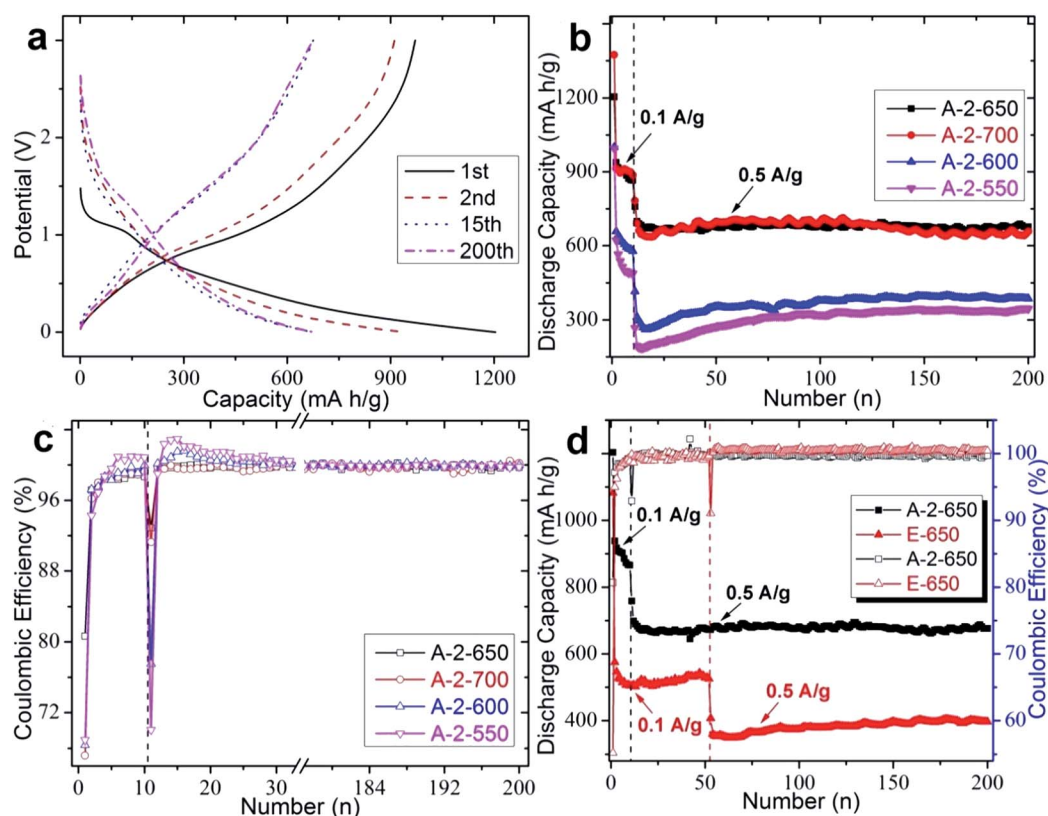 a
Potential (V)
2
1
0
1st
2nd
15th
200th
0 300 600 900 1200
Capacity (mA h/g)
b
Discharge Capacity (mA h/g)
1200
900
600
300
0.1 A/g
0.5 A/g
A-2-650
A-2-700
A-2-600
A-2-550
0 50 100 150 200
Number (n)
c
Coulombic Efficiency (%)
96
88
80
72
A-2-650
A-2-700
A-2-600
A-2-550
0 10 20 30 184 192 200
Number (n)
d
Discharge Capacity (mA h/g)
1000
800
600
400
0.1 A/g
0.5 A/g
0.1 A/g
0.5 A/g
A-2-650
E-650
A-2-650
E-650
100
90
80
70
60
Coulombic Efficiency (%)
0 50 100 150 200
Number (n)